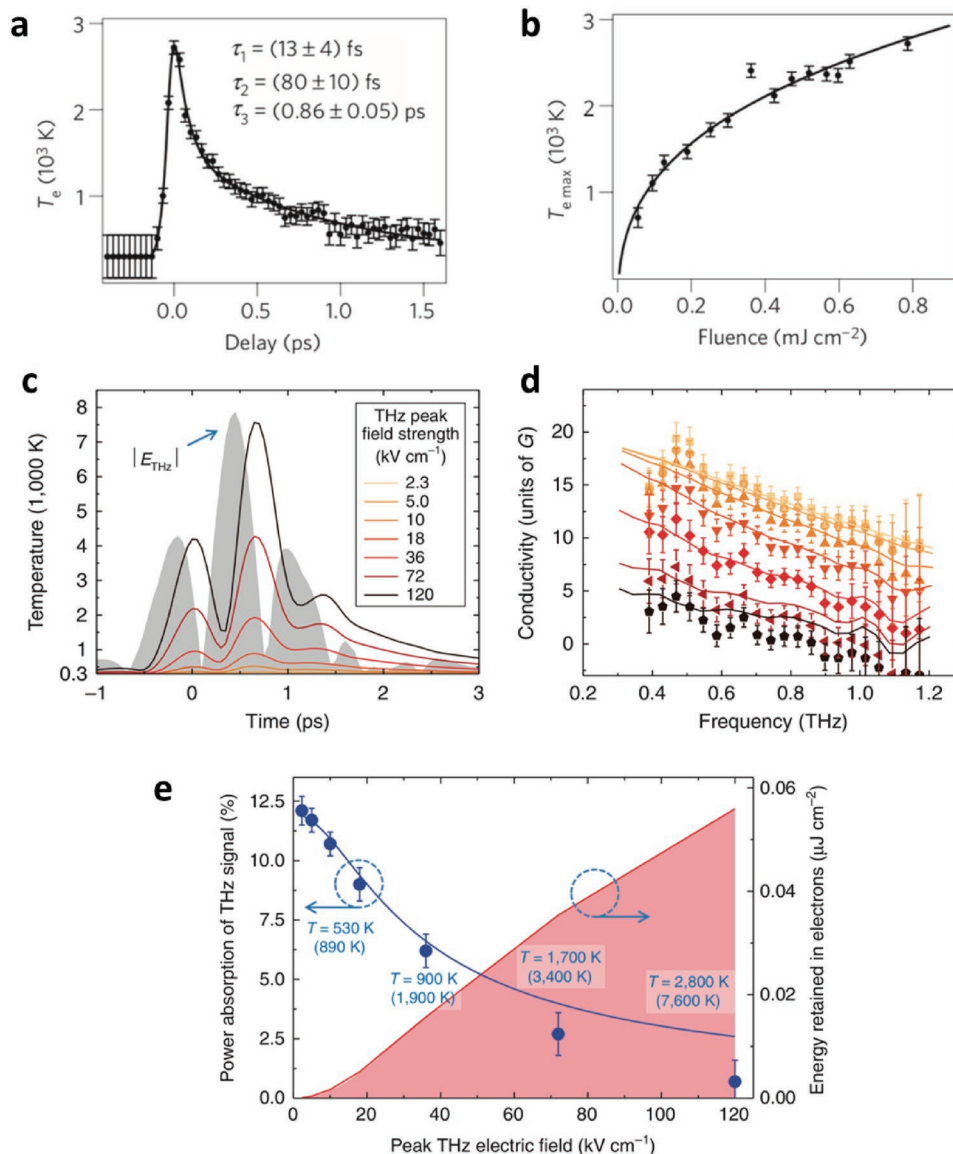 a
3
2
1
T_e (10³ K)
τ₁ = (13 ± 4) fs
τ₂ = (80 ± 10) fs
τ₃ = (0.86 ± 0.05) ps
0.0 0.5 1.0 1.5
Delay (ps)
b
3
2
1
T_e max (10³ K)
0.0 0.2 0.4 0.6 0.8
Fluence (mJ cm⁻²)
c
8
7
6
5
4
3
2
1
0.3
Temperature (1,000 K)
|E_THz|
THz peak
field strength
(kV cm⁻¹)
2.3
5.0
10
18
36
72
120
–1 0 1 2 3
Time (ps)
d
20
15
10
5
0
Conductivity (units of G)
0.2 0.4 0.6 0.8 1.0 1.2
Frequency (THz)
e
12.5
10.0
7.5
5.0
2.5
0.0
Power absorption of THz signal (%)
T = 530 K
(890 K)
T = 900 K
(1,900 K)
T = 1,700 K
(3,400 K)
T = 2,800 K
(7,600 K)
0.06
0.04
0.02
0.00
Energy retained in electrons (μJ cm⁻²)
0 20 40 60 80 100 120
Peak THz electric field (kV cm⁻¹)